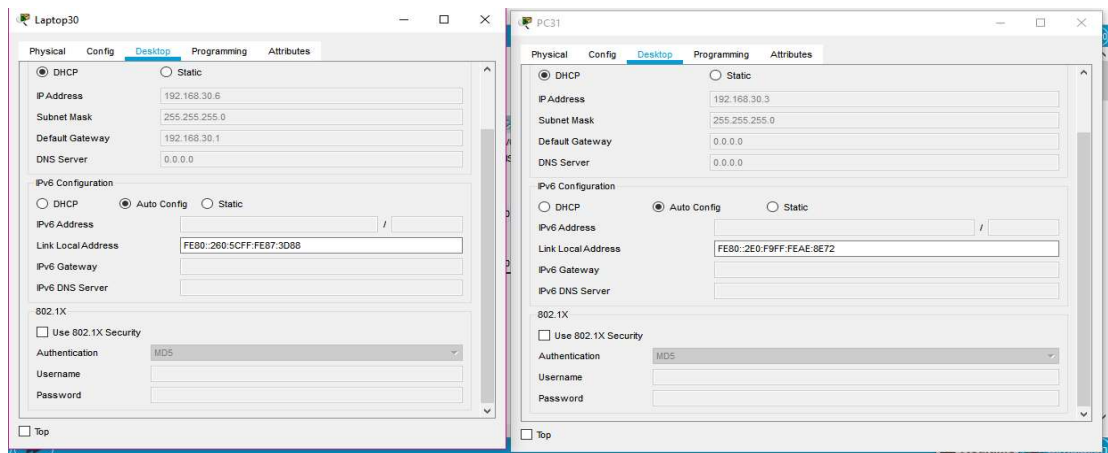 Laptop30
Physical Config Desktop Programming Attributes
DHCP Static
IP Address 192.168.30.6
Subnet Mask 255.255.255.0
Default Gateway 192.168.30.1
DNS Server 0.0.0.0
IPv6 Configuration
DHCP Auto Config Static
IPv6 Address /
Link Local Address FE80::260:5CFF:FE87:3D88
IPv6 Gateway
IPv6 DNS Server
802.1X
Use 802.1X Security
Authentication MD5
Username
Password
Top
PC31
Physical Config Desktop Programming Attributes
DHCP Static
IP Address 192.168.30.3
Subnet Mask 255.255.255.0
Default Gateway 0.0.0.0
DNS Server 0.0.0.0
IPv6 Configuration
DHCP Auto Config Static
IPv6 Address /
Link Local Address FE80::2E0:F9FF:FEAE:8E72
IPv6 Gateway
IPv6 DNS Server
802.1X
Use 802.1X Security
Authentication MD5
Username
Password
Top